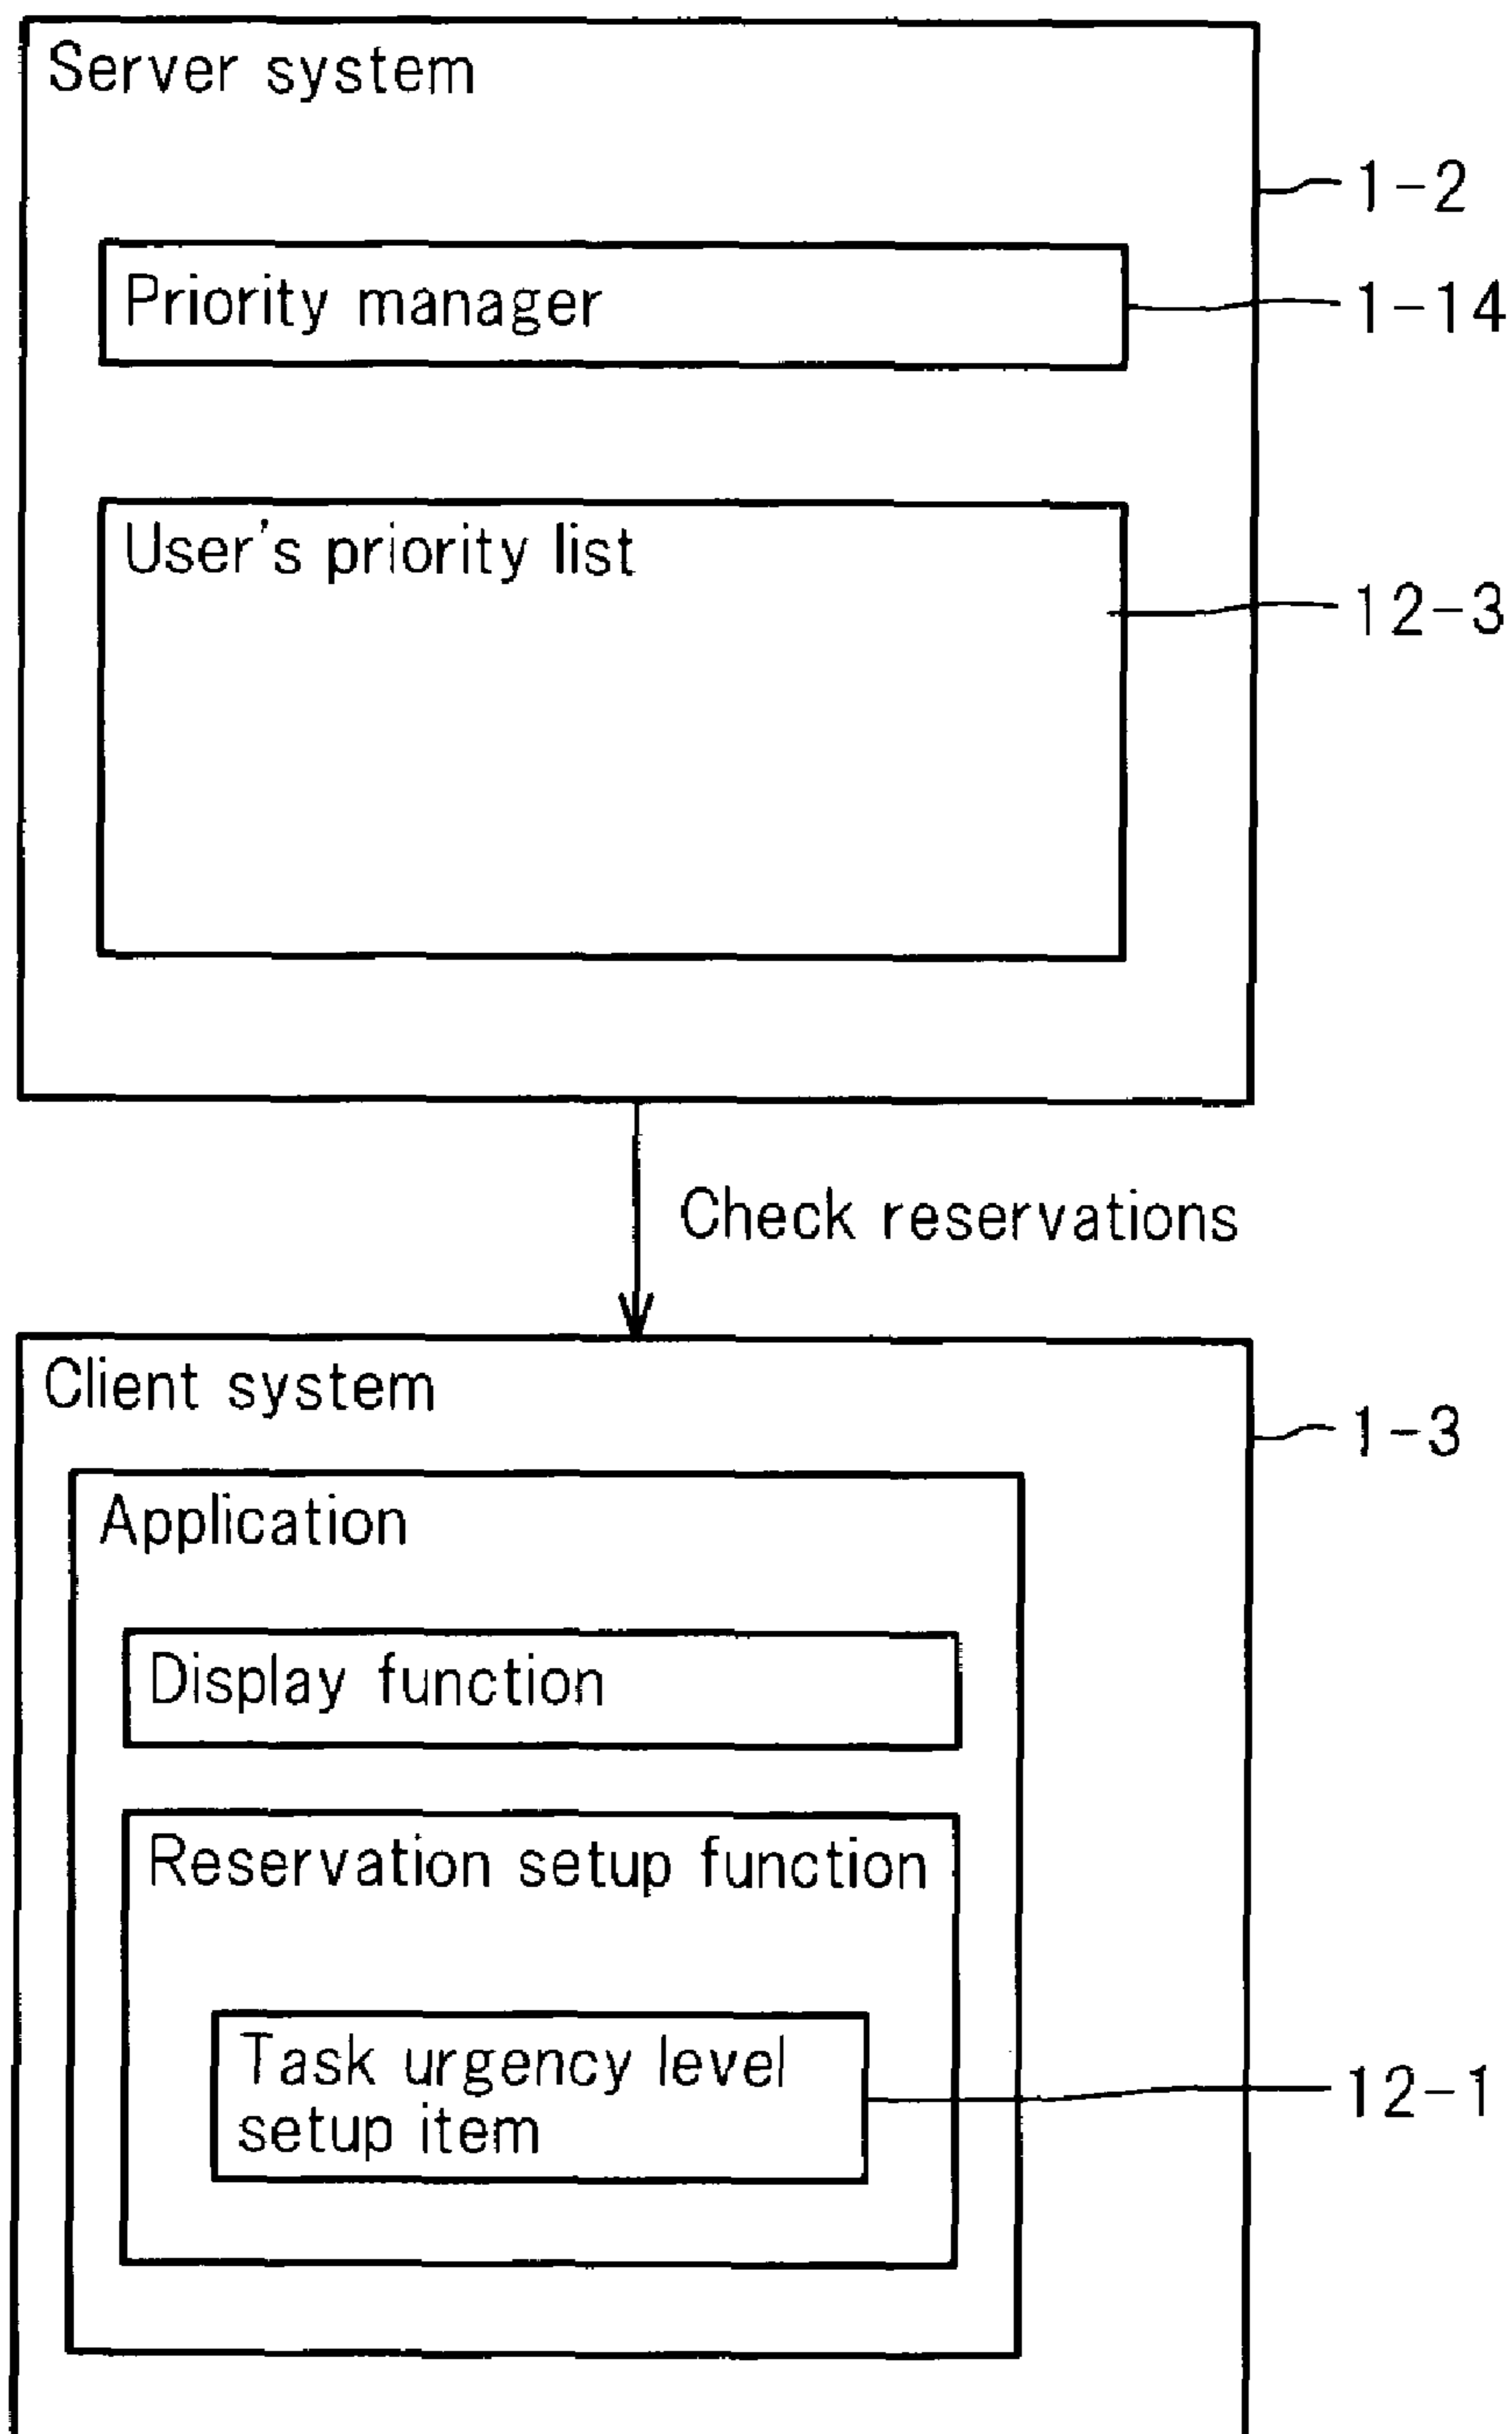 Server system
1-2
Priority manager
1-14
User's priority list
12-3
Check reservations
Client system
1-3
Application
Display function
Reservation setup function
Task urgency level
setup item
12-1